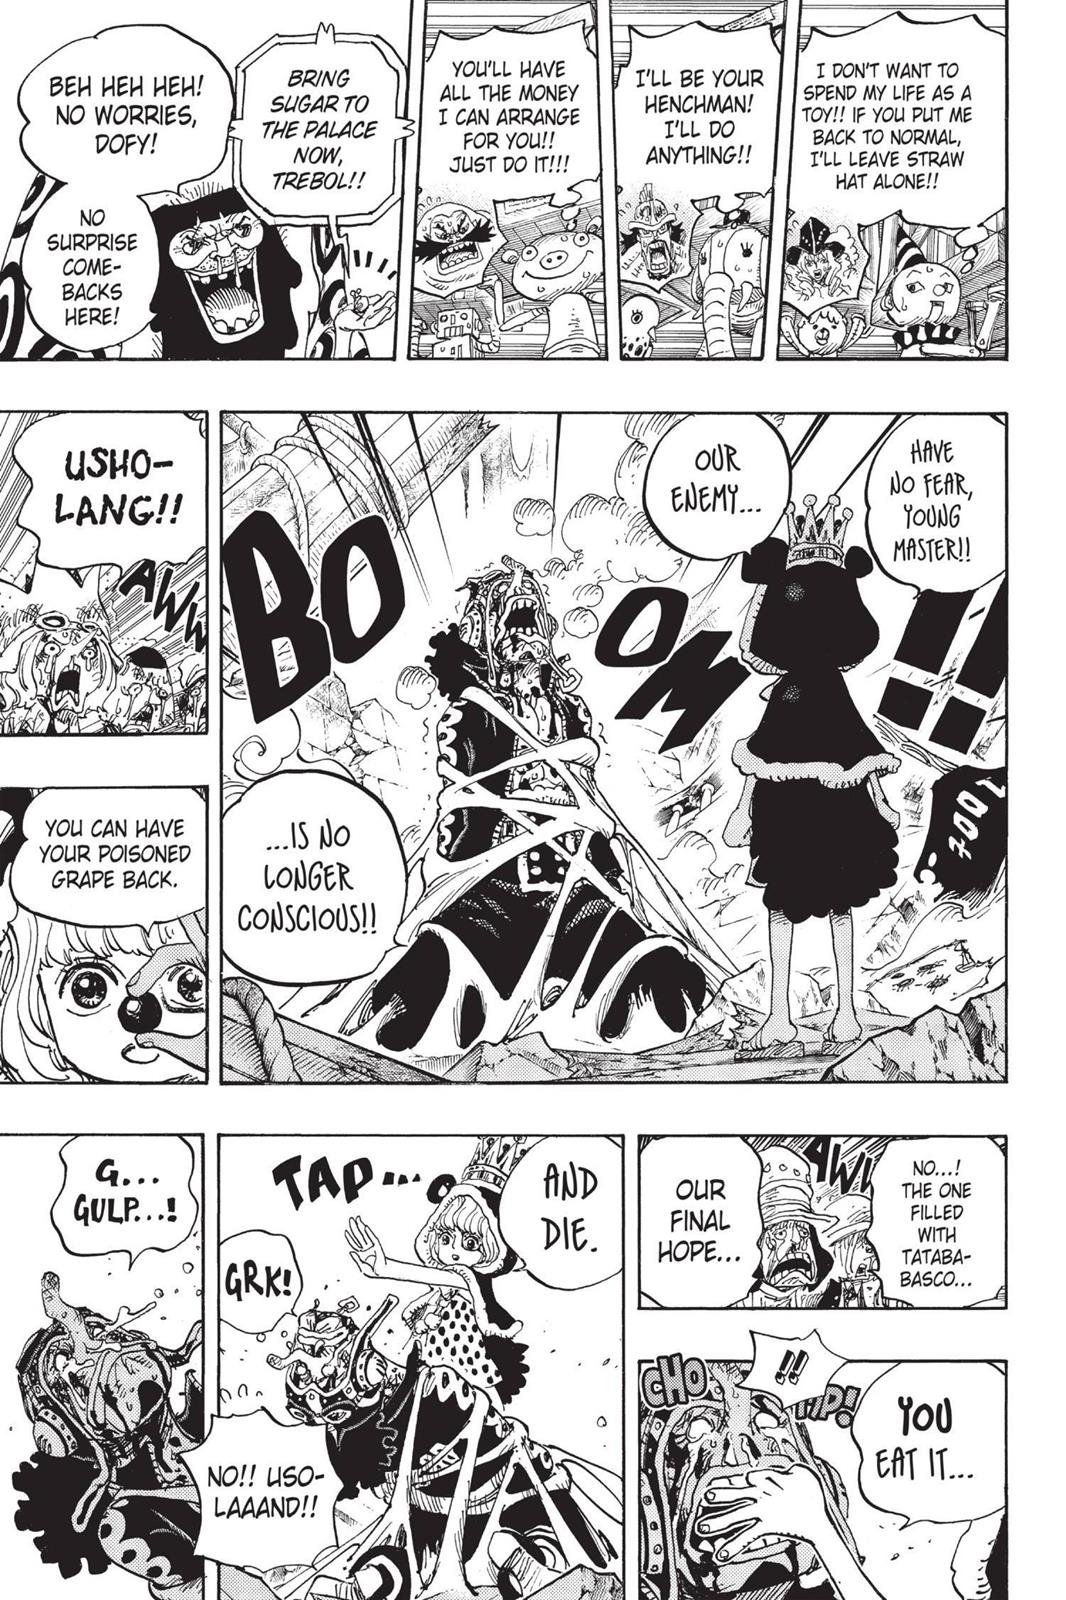 I DON'T WANT TO
SPEND MY LIFE AS A
TOY!! IF YOU PUT ME
BACK TO NORMAL,
I'LL LEAVE STRAW
HAT ALONE!!
I'LL BE YOUR
HENCHMAN!
I'LL DO
ANYTHING!!
YOU'LL HAVE
ALL THE MONEY
I CAN ARRANGE
FOR YOU!!
JUST DO IT!!!
BRING
SUGAR TO
THE PALACE
NOW,
TREBOL!!
BEH HEH HEH!
NO WORRIES,
DOFY!
NO
SURPRISE
COME-
BACKS
HERE!
HAVE
NO FEAR,
YOUNG
MASTER!!
OUR
ENEMY...
!!
BOOM
1007
...IS NO
LONGER
CONSCIOUS!!
USHO-
LANG!!
AWW
YOU CAN HAVE
YOUR POISONED
GRAPE BACK.
NO...!
THE ONE
FILLED
WITH
TATABA-
BASCO...
AWW
OUR
FINAL
HOPE...
!!
CHOMP!
YOU
EAT IT...
AND
DIE.
TAP...
GRK!
NO!! USO-
LAAAND!!
G...
GULP...!